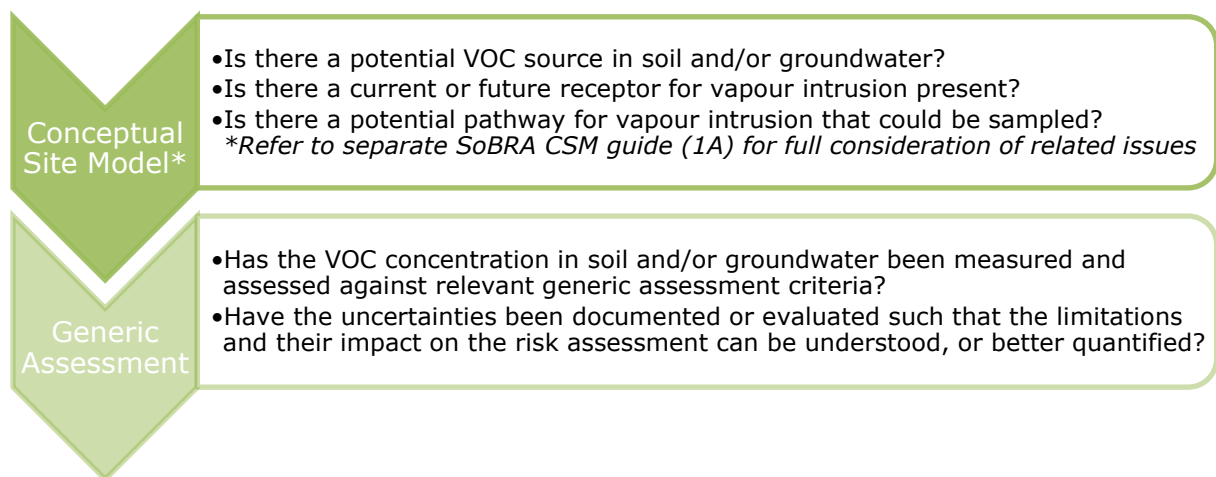 Conceptual
Site Model*
•Is there a potential VOC source in soil and/or groundwater?
•Is there a current or future receptor for vapour intrusion present?
•Is there a potential pathway for vapour intrusion that could be sampled?
*Refer to separate SoBRA CSM guide (1A) for full consideration of related issues
Generic
Assessment
•Has the VOC concentration in soil and/or groundwater been measured and
assessed against relevant generic assessment criteria?
•Have the uncertainties been documented or evaluated such that the limitations
and their impact on the risk assessment can be understood, or better quantified?